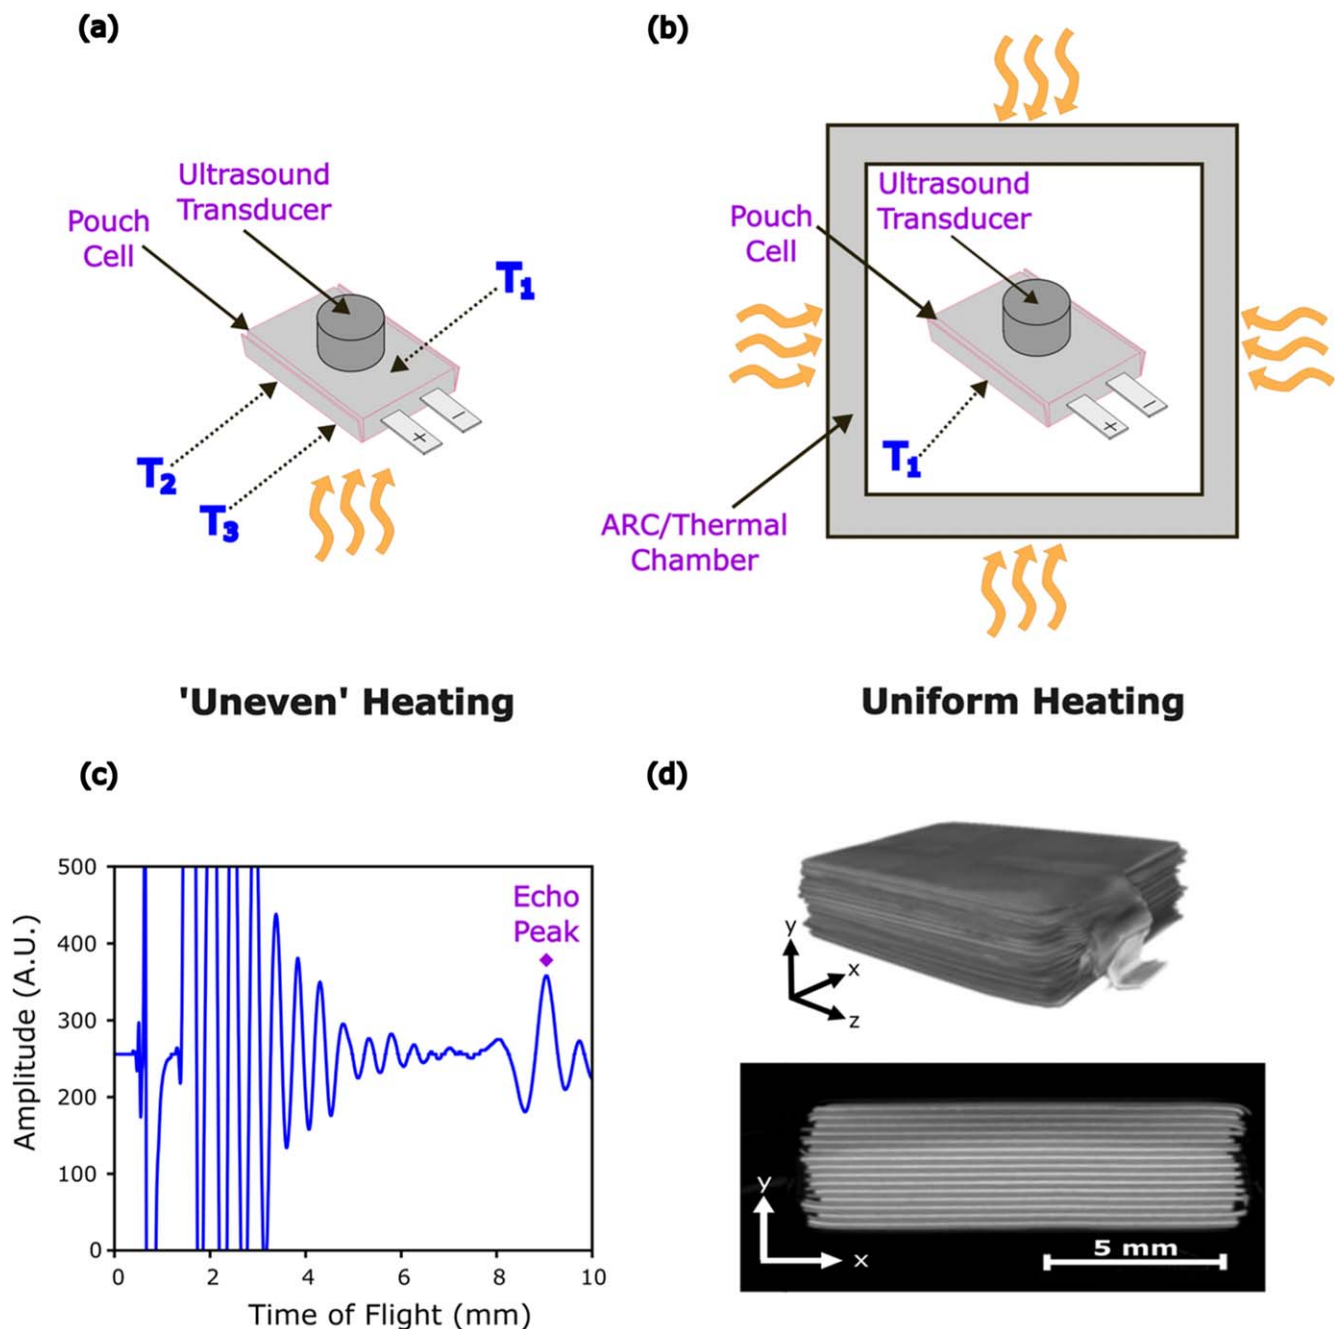 (a)
Ultrasound
Transducer
Pouch
Cell
T1
T2
T3
+
−
'Uneven' Heating
(b)
Ultrasound
Transducer
Pouch
Cell
T1
+
−
ARC/Thermal
Chamber
Uniform Heating
(c)
500
400
300
200
100
0
Amplitude (A.U.)
Echo
Peak
0 2 4 6 8 10
Time of Flight (mm)
(d)
y
x
z
y
x
5 mm